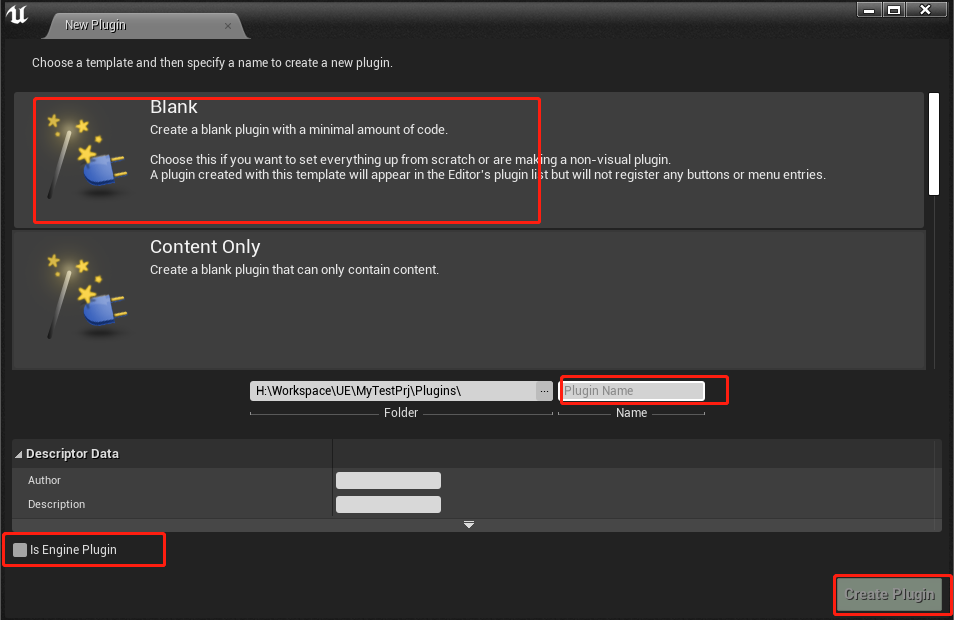 New Plugin
Choose a template and then specify a name to create a new plugin.
Blank
Create a blank plugin with a minimal amount of code.
Choose this if you want to set everything up from scratch or are making a non-visual plugin.
A plugin created with this template will appear in the Editor's plugin list but will not register any buttons or menu entries.
Content Only
Create a blank plugin that can only contain content.
H:\Workspace\UE\MyTestPrj\Plugins\ ... Plugin Name
Folder Name
Descriptor Data
Author
Description
Is Engine Plugin
Create Plugin